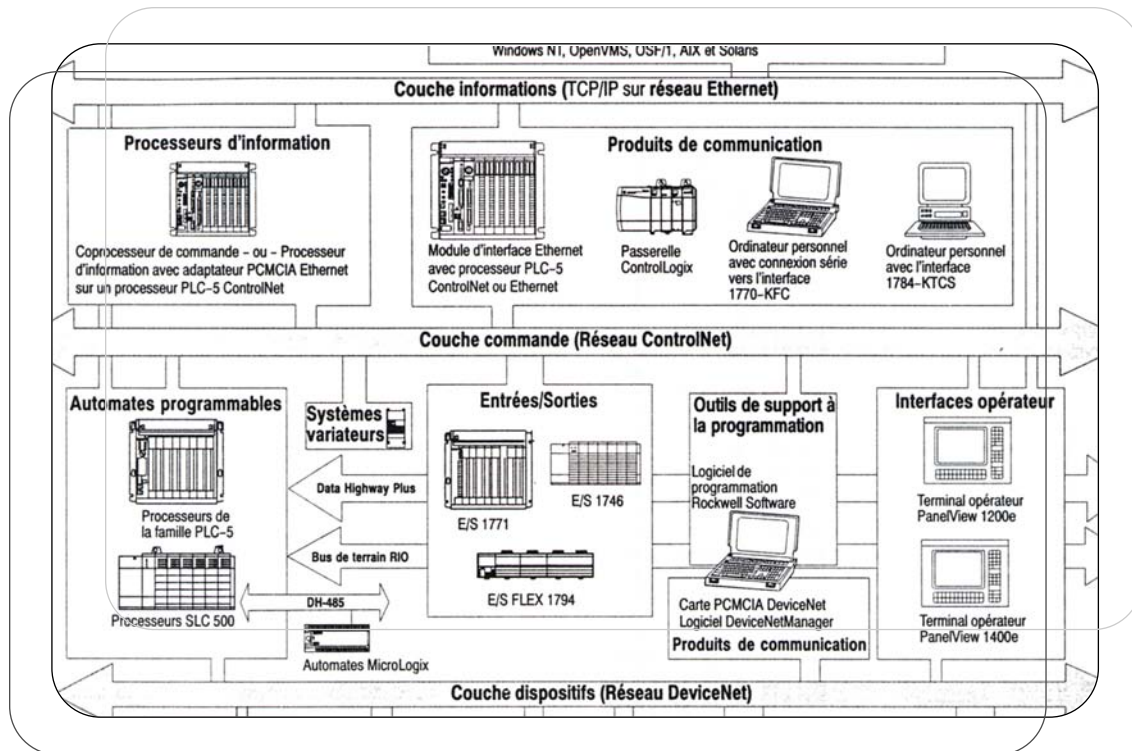 Windows NT, OpenVMS, OSF/1, AIX et Solaris
Couche informations (TCP/IP sur réseau Ethernet)
Processeurs d'information
Coprocesseur de commande – ou – Processeur
d'information avec adaptateur PCMCIA Ethernet
sur un processeur PLC–5 ControlNet
Produits de communication
Module d'interface Ethernet
avec processeur PLC–5
ControlNet ou Ethernet
Passerelle
ControlLogix
Ordinateur personnel
avec connexion série
vers l'interface
1770–KFC
Ordinateur personnel
avec l'interface
1784–KTCS
Couche commande (Réseau ControlNet)
Automates programmables
Processeurs de
la famille PLC–5
Processeurs SLC 500
Systèmes
variateurs
Data Highway Plus
Bus de terrain RIO
DH-485
Automates MicroLogix
Entrées/Sorties
E/S 1771
E/S 1746
E/S FLEX 1794
Outils de support à
la programmation
Logiciel de
programmation
Rockwell Software
Carte PCMCIA DeviceNet
Logiciel DeviceNetManager
Produits de communication
Interfaces opérateur
Terminal opérateur
PanelView 1200e
Terminal opérateur
PanelView 1400e
Couche dispositifs (Réseau DeviceNet)